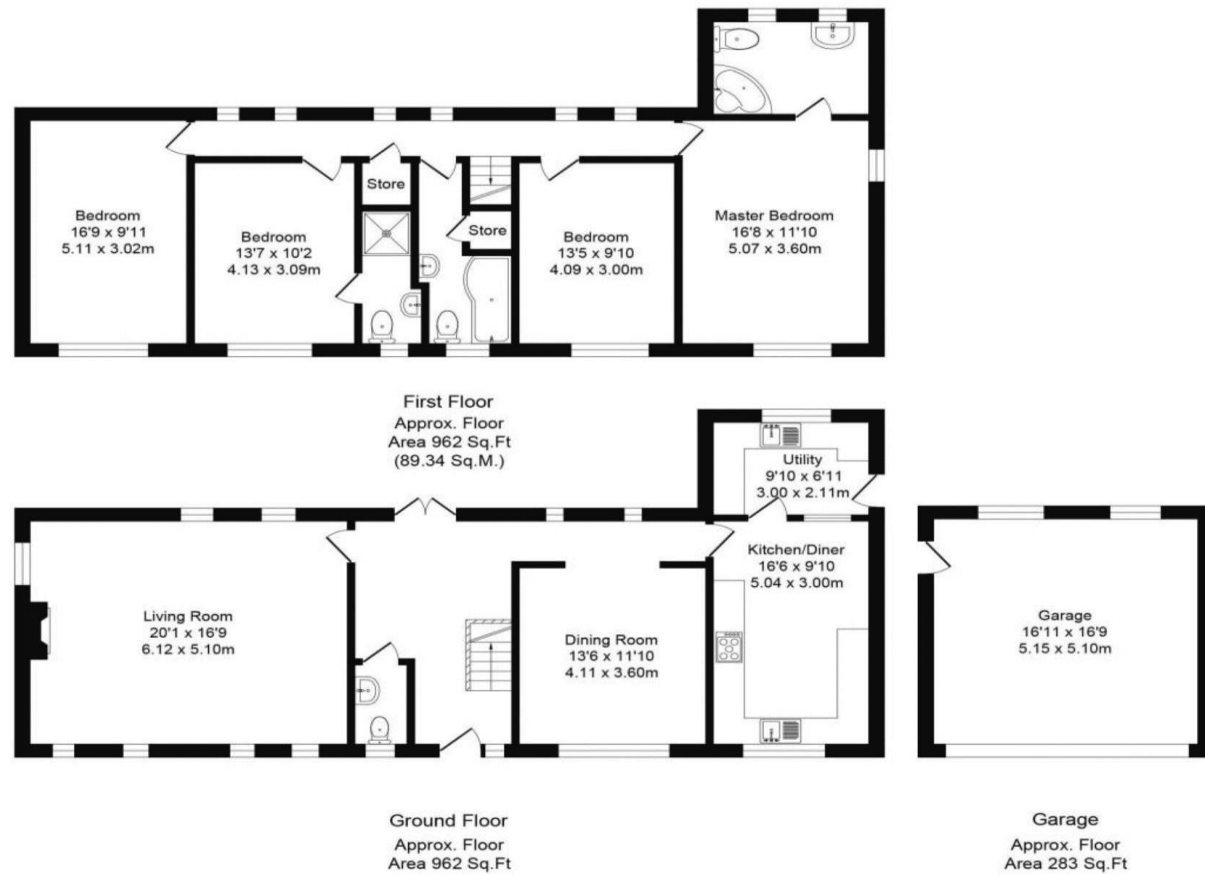 Bedroom
16'9 x 9'11
5.11 x 3.02m
Bedroom
13'7 x 10'2
4.13 x 3.09m
Store
Store
Bedroom
13'5 x 9'10
4.09 x 3.00m
Master Bedroom
16'8 x 11'10
5.07 x 3.60m
First Floor
Approx. Floor
Area 962 Sq.Ft
(89.34 Sq.M.)
Utility
9'10 x 6'11
3.00 x 2.11m
Living Room
20'1 x 16'9
6.12 x 5.10m
Dining Room
13'6 x 11'10
4.11 x 3.60m
Kitchen/Diner
16'6 x 9'10
5.04 x 3.00m
Garage
16'11 x 16'9
5.15 x 5.10m
Ground Floor
Approx. Floor
Area 962 Sq.Ft
Garage
Approx. Floor
Area 283 Sq.Ft